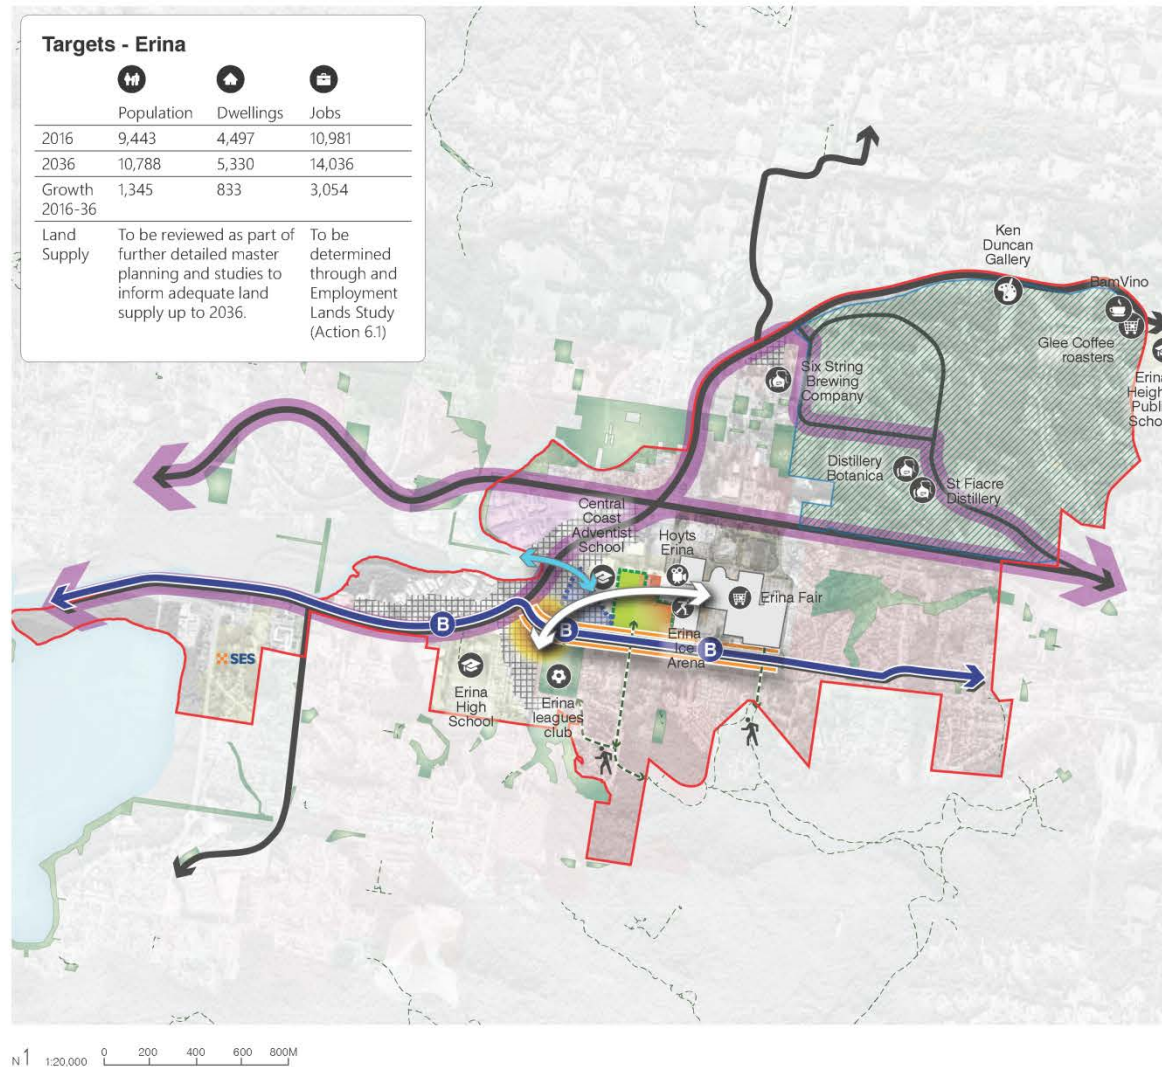 Targets - Erina
Population Dwellings Jobs
2016 9,443 4,497 10,981
2036 10,788 5,330 14,036
Growth 2016-36 1,345 833 3,054
Land Supply
To be reviewed as part of
further detailed master
planning and studies to
inform adequate land
supply up to 2036.
To be
determined
through and
Employment
Lands Study
(Action 6.1)
Ken
Duncan
Gallery
BamVino
Glee Coffee
roasters
Six String
Brewing
Company
Distillery
Botanica
St Fiacre
Distillery
Central
Coast
Adventist
School
Hoyts
Erina
Erina Fair
B
B
B
Erina
Ice
Arena
SES
Erina
High
School
Erina
leagues
club
N 1:20,000 0 200 400 600 800M